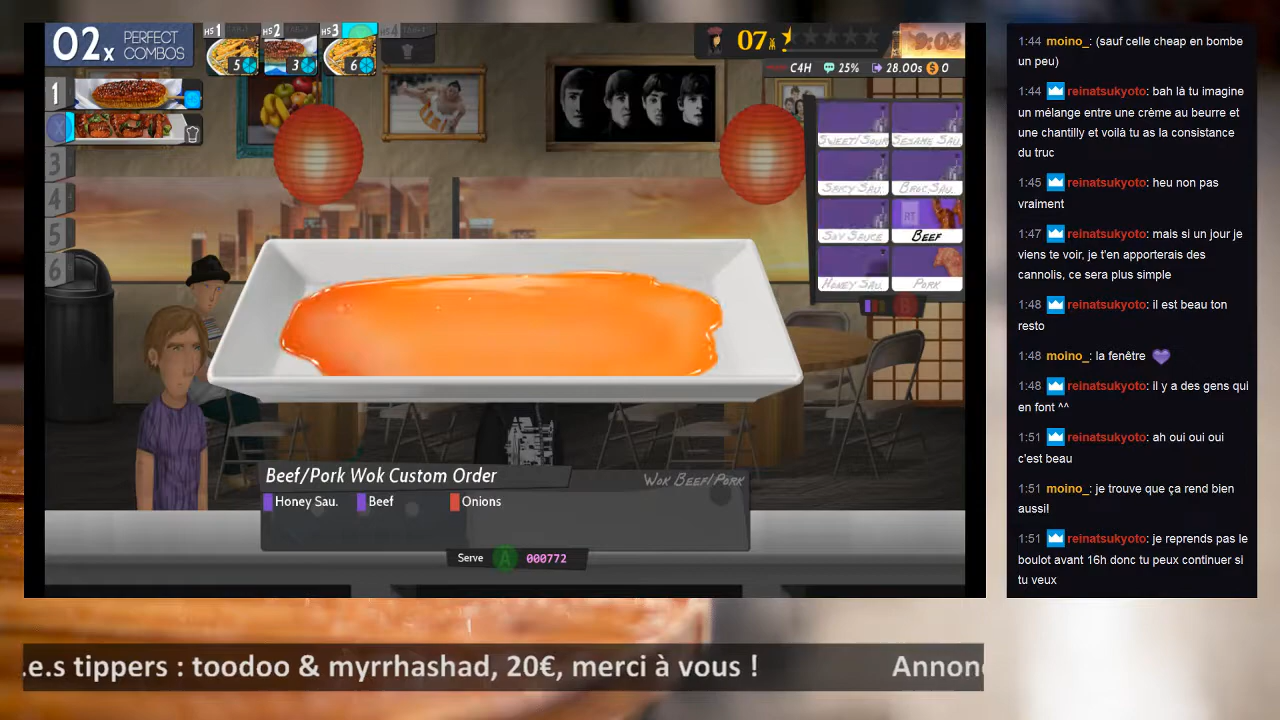 02x PERFECT COMBOS
HS1 HS2 HS3 HS4
5 3 6
07
9:04
C4H 25% 28.00s $ 0
1
3
4
5
6
SWEET/SOUR SESAME SAU.
SPICY SAU. BROC.SAU.
SOY SAUCE BEEF
RT
HONEY SAU. PORK
B
Beef/Pork Wok Custom Order
WOK BEEF/PORK
Honey Sau. Beef Onions
Serve A 000772
1:44 moino_: (sauf celle cheap en bombe
un peu)
1:44 reinatsukyoto: bah là tu imagine
un mélange entre une crème au beurre et
une chantilly et voilà tu as la consistance
du truc
1:45 reinatsukyoto: heu non pas
vraiment
1:47 reinatsukyoto: mais si un jour je
viens te voir, je t'en apporterais des
cannolis, ce sera plus simple
1:48 reinatsukyoto: il est beau ton
resto
1:48 moino_: la fenêtre
1:48 reinatsukyoto: il y a des gens qui
en font ^^
1:51 reinatsukyoto: ah oui oui oui
c'est beau
1:51 moino_: je trouve que ça rend bien
aussil
1:51 reinatsukyoto: je reprends pas le
boulot avant 16h donc tu peux continuer si
tu veux
.e.s tippers : toodoo & myrrhashad, 20€, merci à vous ! Annon